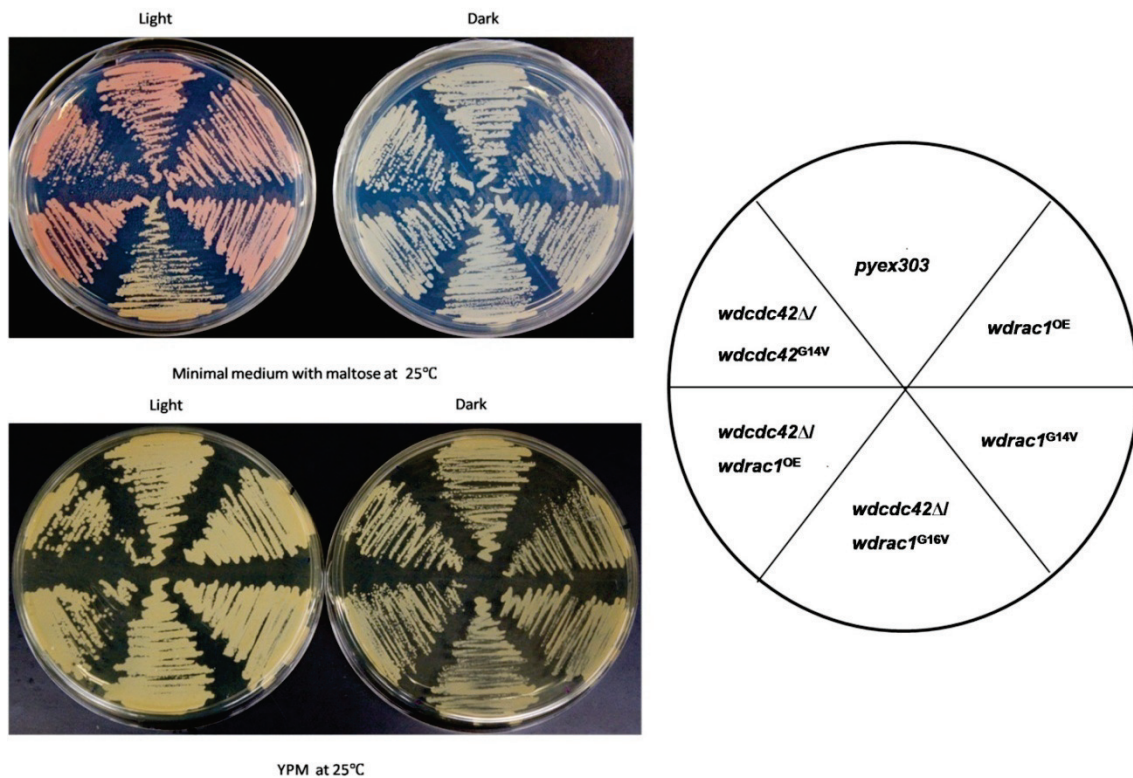 Light
Dark
Minimal medium with maltose at 25℃
Light
Dark
YPM at 25℃
pyex303
wdrac1ᴼᴱ
wdrac1ᴳ¹⁴ⱽ
wdcdc42Δ/
wdrac1ᴳ¹⁶ⱽ
wdcdc42Δ/
wdrac1ᴼᴱ
wdcdc42Δ/
wdcdc42ᴳ¹⁴ⱽ